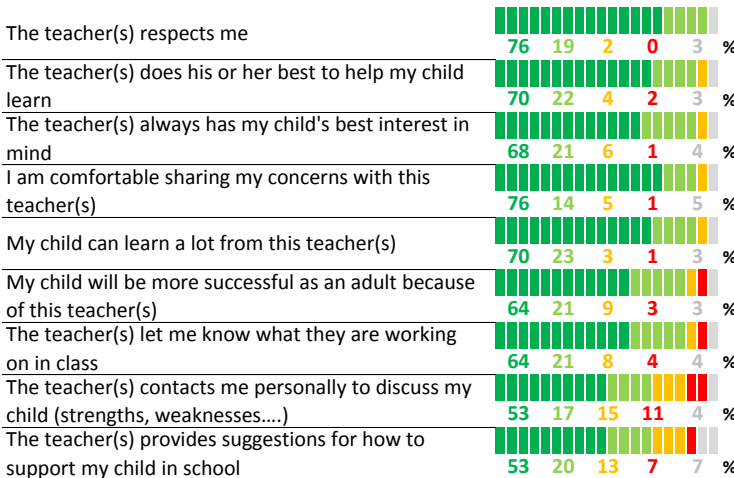 The teacher(s) respects me
76 19 2 0 3 %
The teacher(s) does his or her best to help my child
learn
70 22 4 2 3 %
The teacher(s) always has my child's best interest in
mind
68 21 6 1 4 %
I am comfortable sharing my concerns with this
teacher(s)
76 14 5 1 5 %
My child can learn a lot from this teacher(s)
70 23 3 1 3 %
My child will be more successful as an adult because
of this teacher(s)
64 21 9 3 3 %
The teacher(s) let me know what they are working
on in class
64 21 8 4 4 %
The teacher(s) contacts me personally to discuss my
child (strengths, weaknesses....)
53 17 15 11 4 %
The teacher(s) provides suggestions for how to
support my child in school
53 20 13 7 7 %